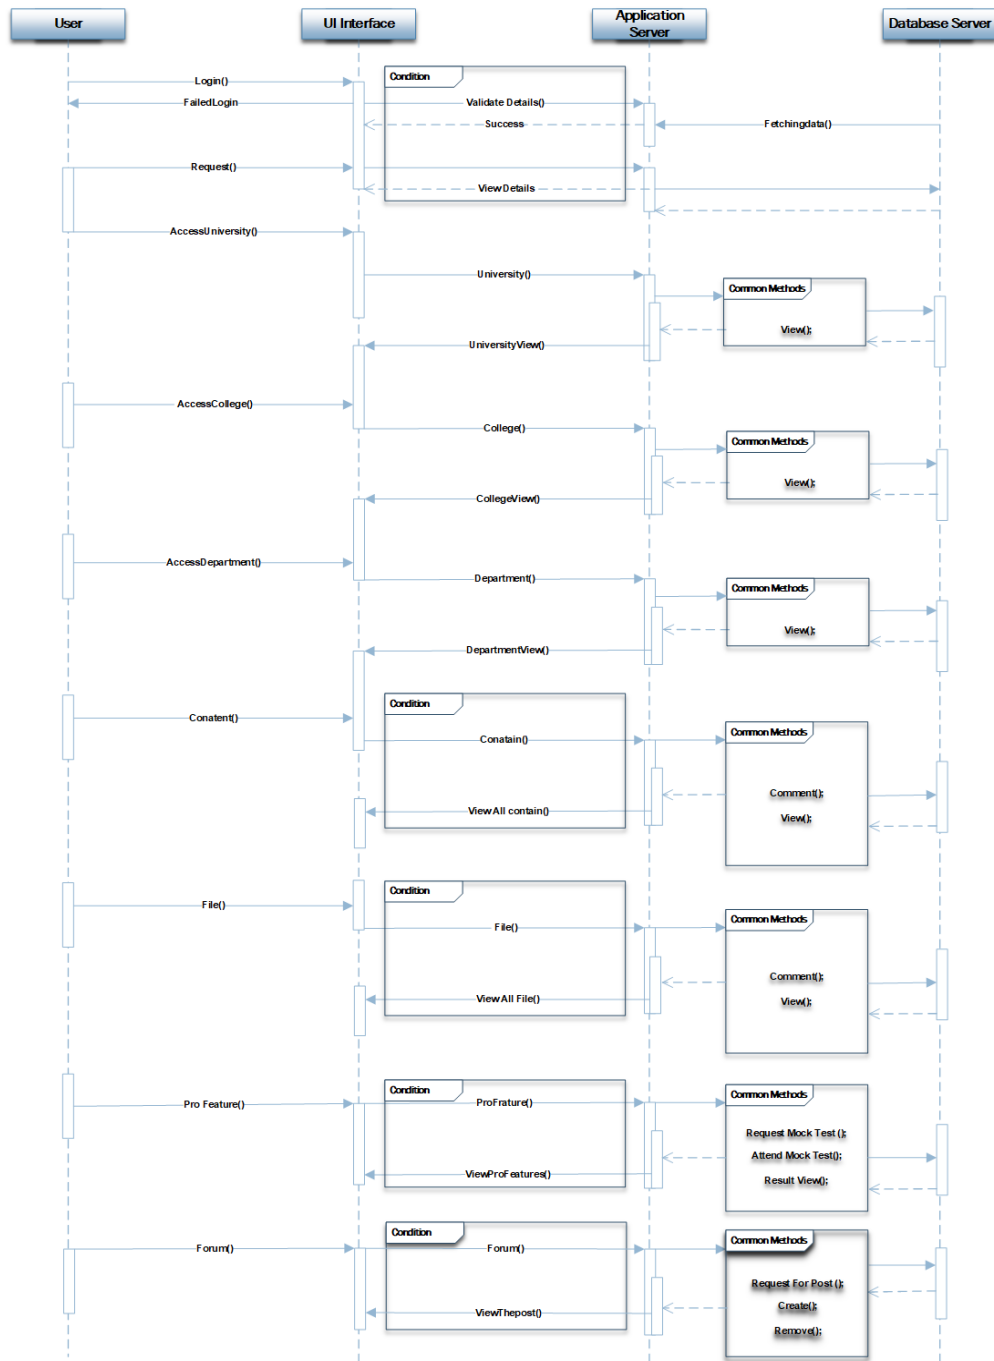 User
UI Interface
Application
Server
Database Server
Condition
Login()
FailedLogin
Validate Details()
Success
Fetchingdata()
Request()
View Details
AccessUniversity()
University()
Common Methods
View();
UniversityView()
AccessCollege()
College()
Common Methods
View();
CollegeView()
AccessDepartment()
Department()
Common Methods
View();
DepartmentView()
Condition
Conatent()
Conatain()
Common Methods
Comment();
View All contain()
View();
Condition
File()
File()
Common Methods
Comment();
View All File()
View();
Condition
Pro Feature()
ProFrature()
Common Methods
Request Mock Test ();
Attend Mock Test();
ViewProFeatures()
Result View();
Condition
Forum()
Forum()
Common Methods
Request For Post ();
Create();
ViewThepost()
Remove();